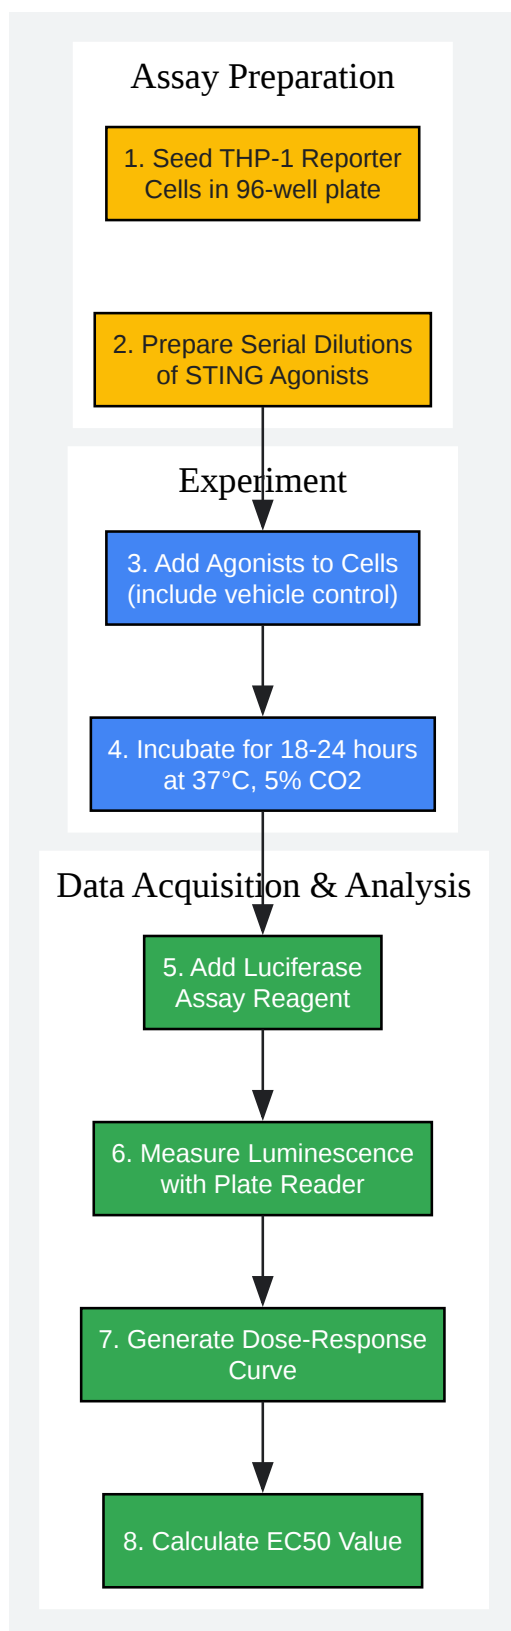 Assay Preparation
1. Seed THP-1 Reporter
Cells in 96-well plate
2. Prepare Serial Dilutions
of STING Agonists
Experiment
3. Add Agonists to Cells
(include vehicle control)
4. Incubate for 18-24 hours
at 37°C, 5% CO2
Data Acquisition & Analysis
5. Add Luciferase
Assay Reagent
6. Measure Luminescence
with Plate Reader
7. Generate Dose-Response
Curve
8. Calculate EC50 Value